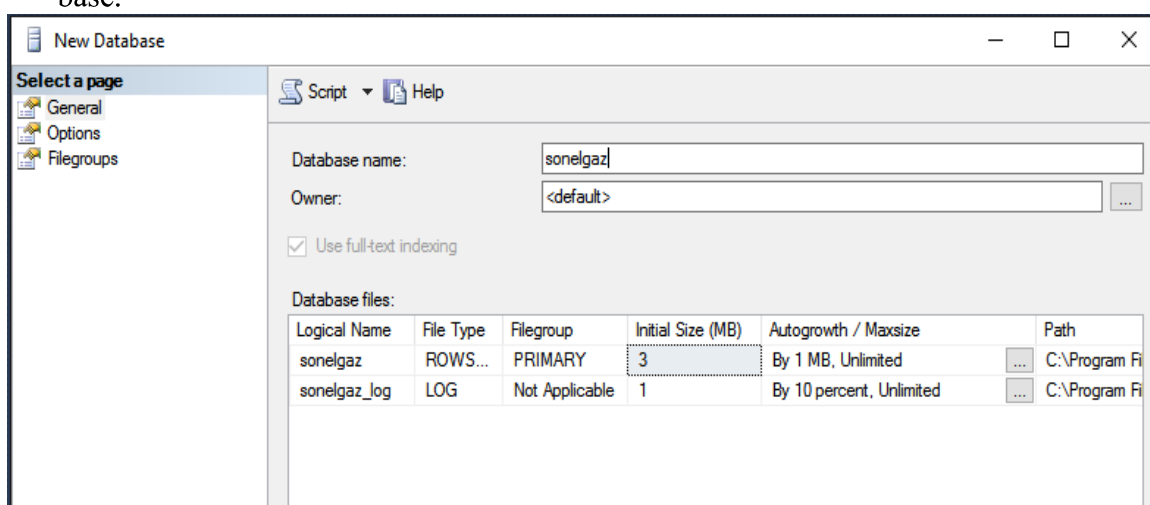 base.
New Database
Select a page
General
Options
Filegroups
Script
Help
Database name:
sonelgaz
Owner:
<default>
...
Use full-text indexing
Database files:
Logical Name File Type Filegroup Initial Size (MB) Autogrowth / Maxsize Path
sonelgaz ROWS... PRIMARY 3 By 1 MB, Unlimited ... C:\Program Fi
sonelgaz_log LOG Not Applicable 1 By 10 percent, Unlimited ... C:\Program Fi